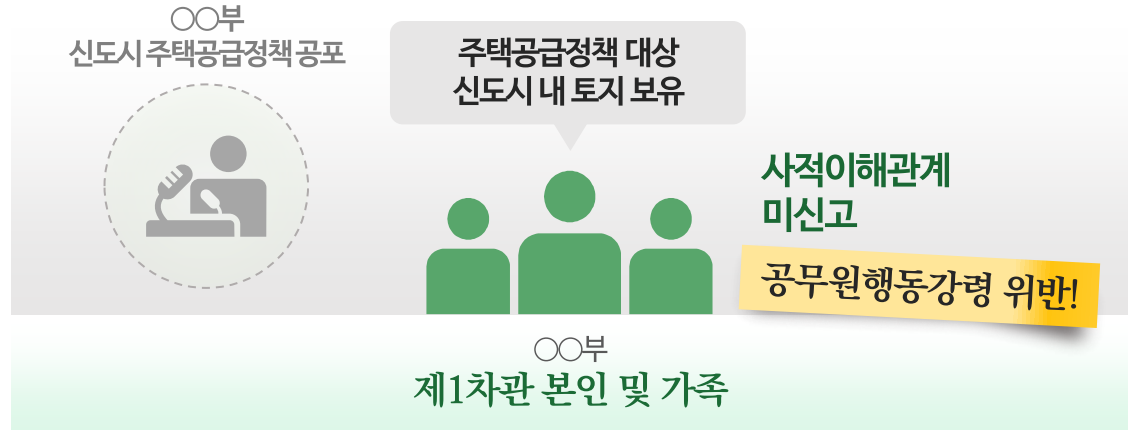 ○○부
신도시 주택공급정책 공포
주택공급정책 대상
신도시 내 토지 보유
사적이해관계
미신고
공무원행동강령 위반!
○○부
제1차관 본인 및 가족